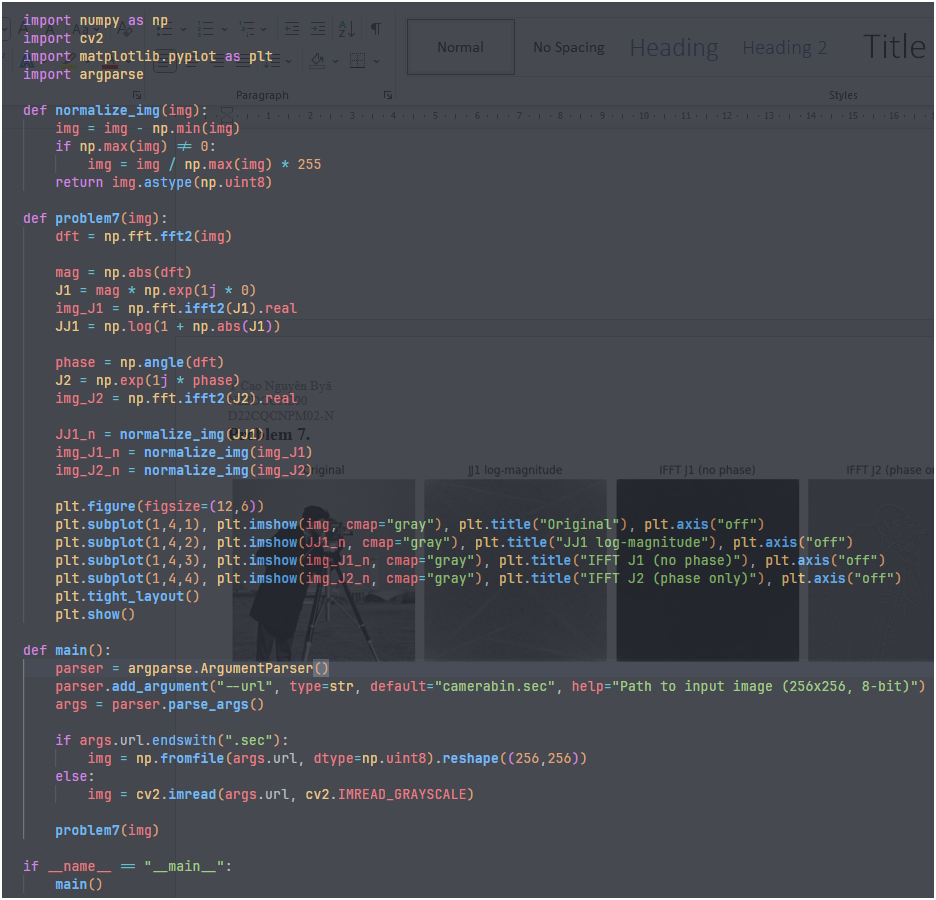 import numpy as np
import cv2
import matplotlib.pyplot as plt
import argparse
Normal
No Spacing
Heading
Heading 2
Title
Paragraph
Styles
def normalize_img(img):
    img = img - np.min(img)
    if np.max(img) ≠ 0:
        img = img / np.max(img) * 255
    return img.astype(np.uint8)
def problem7(img):
    dft = np.fft.fft2(img)
    mag = np.abs(dft)
    J1 = mag * np.exp(1j * 0)
    img_J1 = np.fft.ifft2(J1).real
    JJ1 = np.log(1 + np.abs(J1))
    phase = np.angle(dft)
    J2 = np.exp(1j * phase)
    img_J2 = np.fft.ifft2(J2).real
Cao Nguyên Byá
D22CQCNPM02-N
    JJ1_n = normalize_img(JJ1)
    img_J1_n = normalize_img(img_J1)
    img_J2_n = normalize_img(img_J2)
Problem 7.
Original
JJ1 log-magnitude
IFFT J1 (no phase)
IFFT J2 (phase on
    plt.figure(figsize=(12,6))
    plt.subplot(1,4,1), plt.imshow(img, cmap="gray"), plt.title("Original"), plt.axis("off")
    plt.subplot(1,4,2), plt.imshow(JJ1_n, cmap="gray"), plt.title("JJ1 log-magnitude"), plt.axis("off")
    plt.subplot(1,4,3), plt.imshow(img_J1_n, cmap="gray"), plt.title("IFFT J1 (no phase)"), plt.axis("off")
    plt.subplot(1,4,4), plt.imshow(img_J2_n, cmap="gray"), plt.title("IFFT J2 (phase only)"), plt.axis("off")
    plt.tight_layout()
    plt.show()
def main():
    parser = argparse.ArgumentParser()
    parser.add_argument("--url", type=str, default="camerabin.sec", help="Path to input image (256x256, 8-bit)")
    args = parser.parse_args()
    if args.url.endswith(".sec"):
        img = np.fromfile(args.url, dtype=np.uint8).reshape((256,256))
    else:
        img = cv2.imread(args.url, cv2.IMREAD_GRAYSCALE)
    problem7(img)
if __name__ == "__main__":
    main()